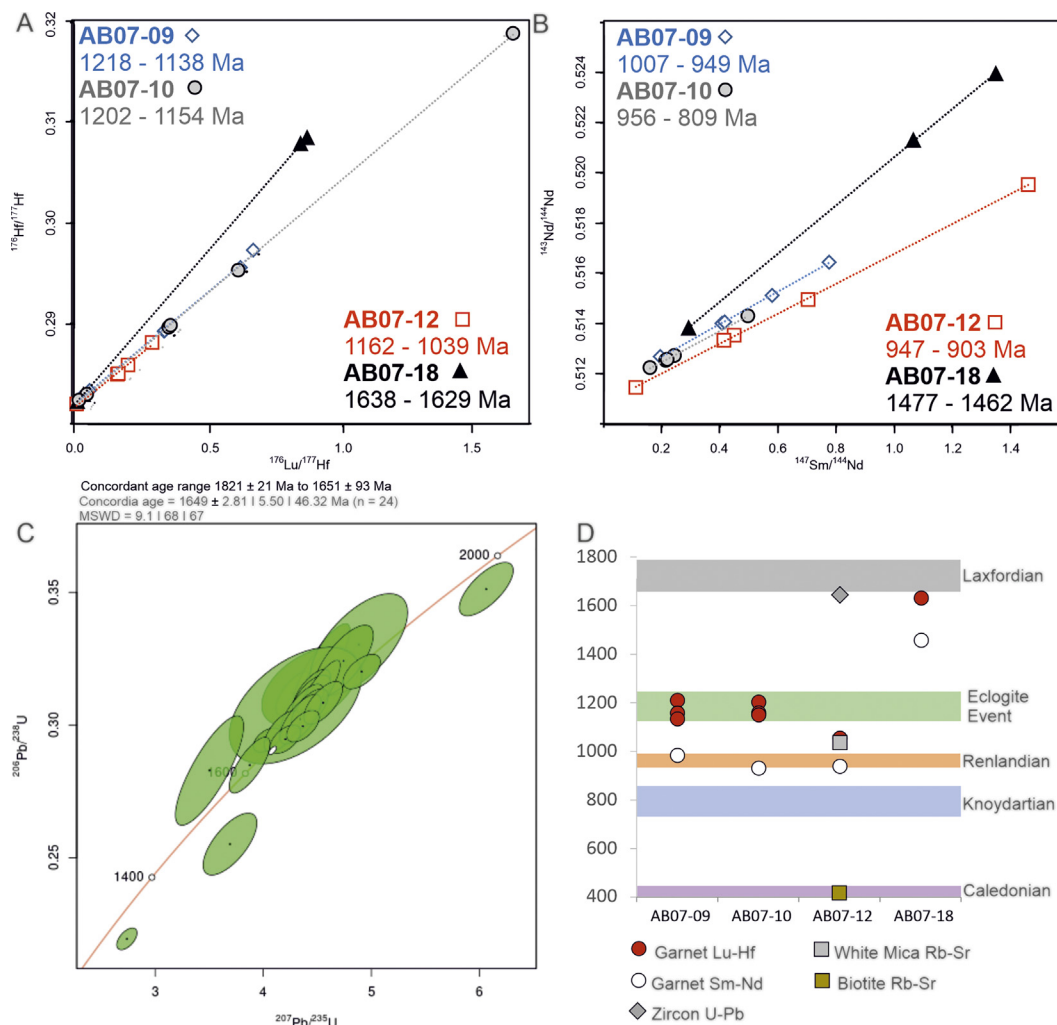 A
AB07-09
1218 - 1138 Ma
AB07-10
1202 - 1154 Ma
AB07-12
1162 - 1039 Ma
AB07-18
1638 - 1629 Ma
0.32
0.31
0.30
0.29
¹⁷⁶Hf/¹⁷⁷Hf
0.0
0.5
1.0
1.5
¹⁷⁶Lu/¹⁷⁷Hf
B
AB07-09
1007 - 949 Ma
AB07-10
956 - 809 Ma
AB07-12
947 - 903 Ma
AB07-18
1477 - 1462 Ma
0.524
0.522
0.520
0.518
0.516
0.514
0.512
¹⁴³Nd/¹⁴⁴Nd
0.2
0.4
0.6
0.8
1.0
1.2
1.4
¹⁴⁷Sm/¹⁴⁴Nd
Concordant age range 1821 ± 21 Ma to 1651 ± 93 Ma
Concordia age = 1649 ± 2.81 | 5.50 | 46.32 Ma (n = 24)
MSWD = 9.1 | 68 | 67
C
2000
1600
1400
0.35
0.30
0.25
²⁰⁶Pb/²³⁸U
3
4
5
6
²⁰⁷Pb/²³⁵U
D
1800
1600
1400
1200
1000
800
600
400
Laxfordian
Eclogite
Event
Renlandian
Knoydartian
Caledonian
AB07-09
AB07-10
AB07-12
AB07-18
Garnet Lu-Hf
White Mica Rb-Sr
Garnet Sm-Nd
Biotite Rb-Sr
Zircon U-Pb